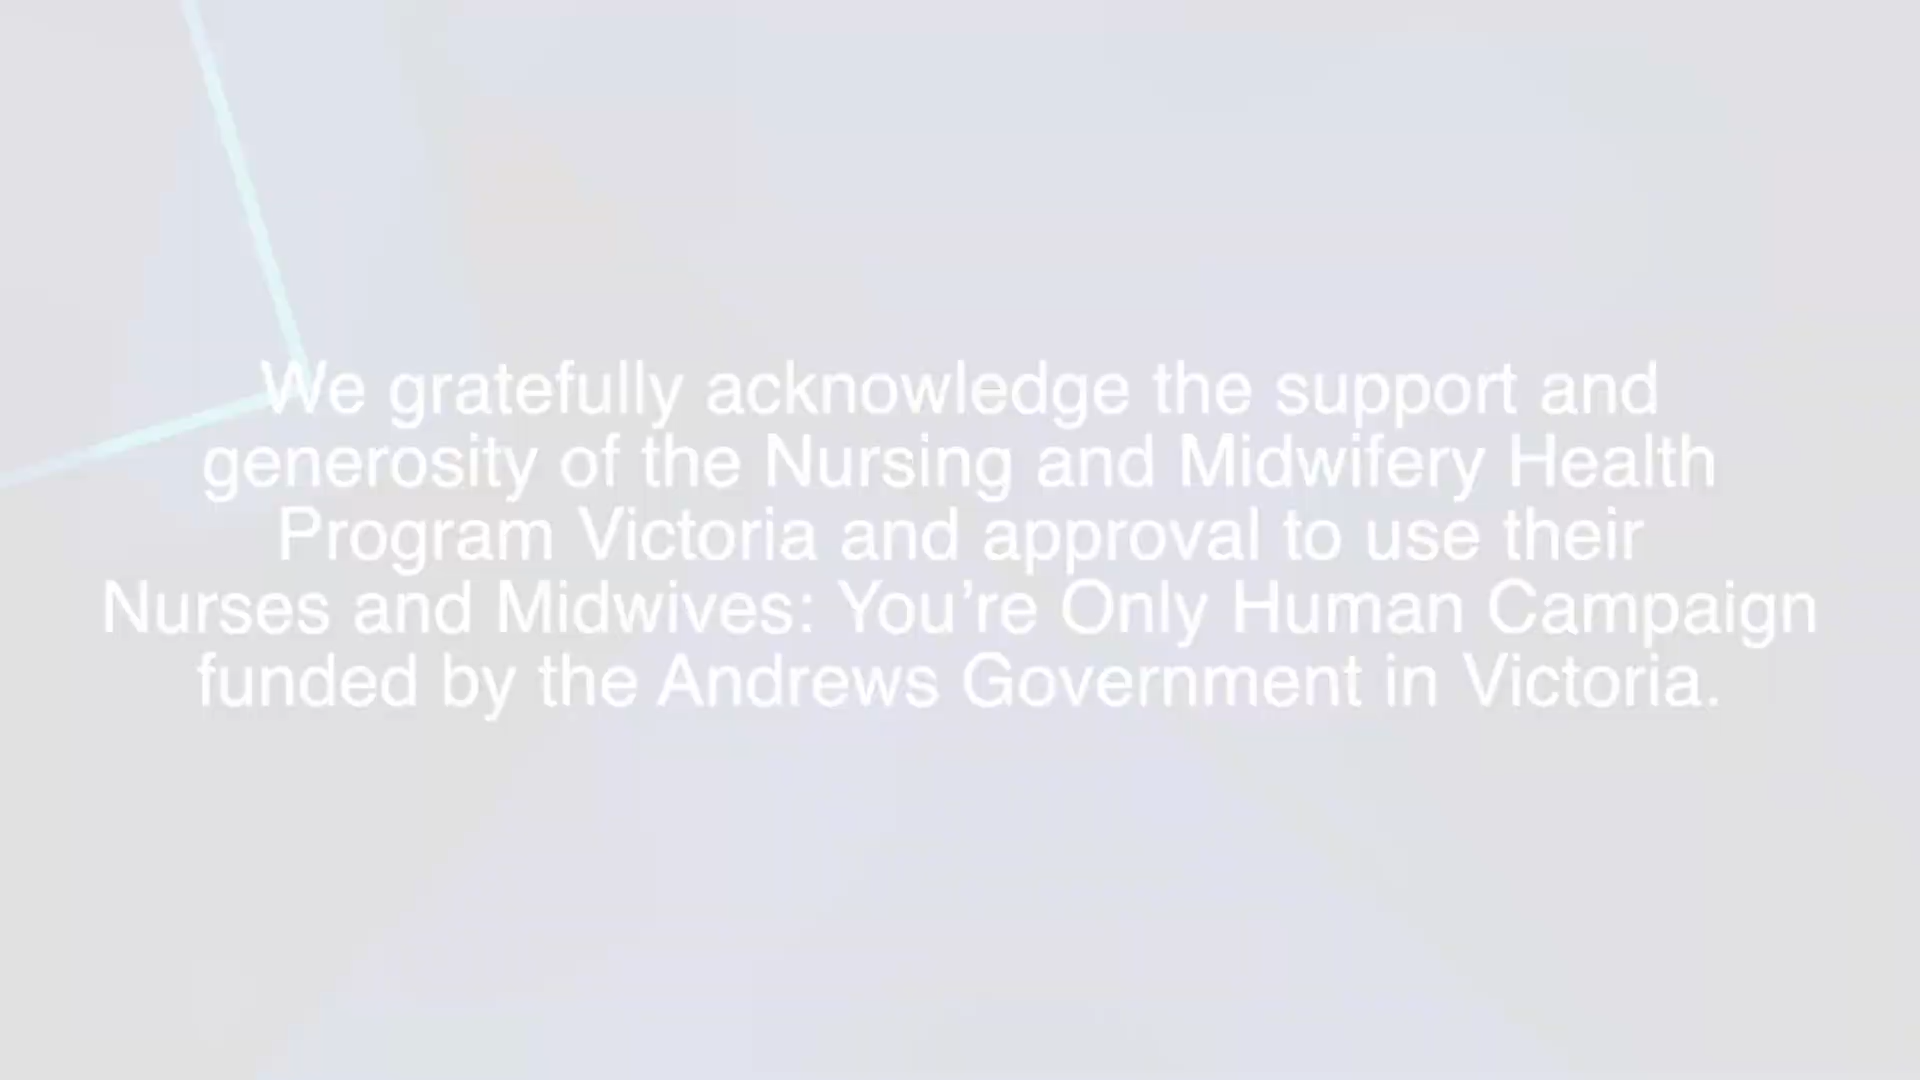 We gratefully acknowledge the support and
generosity of the Nursing and Midwifery Health
Program Victoria and approval to use their
Nurses and Midwives: You’re Only Human Campaign
funded by the Andrews Government in Victoria.